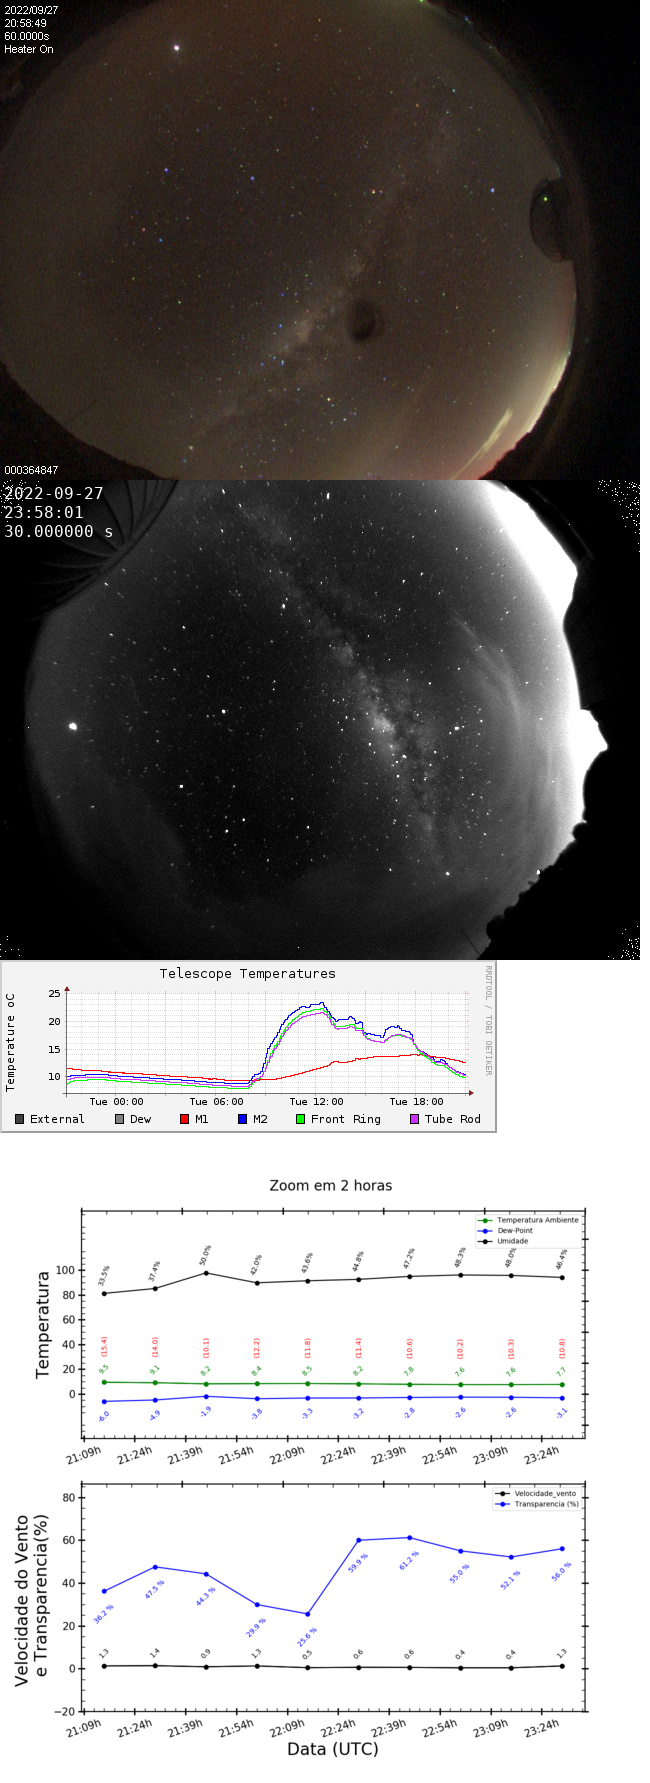 2022/09/27
20:58:49
60.0000s
Heater On
000364847
2022-09-27
23:58:01
30.000000 s
Telescope Temperatures
RRDTOOL / TOBI OETIKER
Temperature oC
25
20
15
10
Tue 00:00 Tue 06:00 Tue 12:00 Tue 18:00
External Dew M1 M2 Front Ring Tube Rod
Zoom em 2 horas
Temperatura Ambiente
Dew-Point
Umidade
Temperatura
100
80
60
40
20
0
33.5% 37.4% 50.0% 42.0% 43.6% 44.8% 47.2% 48.3% 48.0% 46.4%
(15.4) (14.0) (10.1) (12.2) (11.8) (11.4) (10.6) (10.2) (10.3) (10.8)
9.5 9.1 8.2 8.4 8.5 8.2 7.8 7.6 7.6 7.7
-6.0 -4.9 -1.9 -3.8 -3.3 -3.2 -2.8 -2.6 -2.6 -3.1
21:09h 21:24h 21:39h 21:54h 22:09h 22:24h 22:39h 22:54h 23:09h 23:24h
Velocidade_vento
Transparencia (%)
Velocidade do Vento
e Transparencia(%)
80
60
40
20
0
−20
36.2 % 47.5 % 44.3 % 29.9 % 25.6 % 59.9 % 61.2 % 55.0 % 52.1 % 56.0 %
1.3 1.4 0.9 1.3 0.5 0.6 0.6 0.4 0.4 1.3
21:09h 21:24h 21:39h 21:54h 22:09h 22:24h 22:39h 22:54h 23:09h 23:24h
Data (UTC)